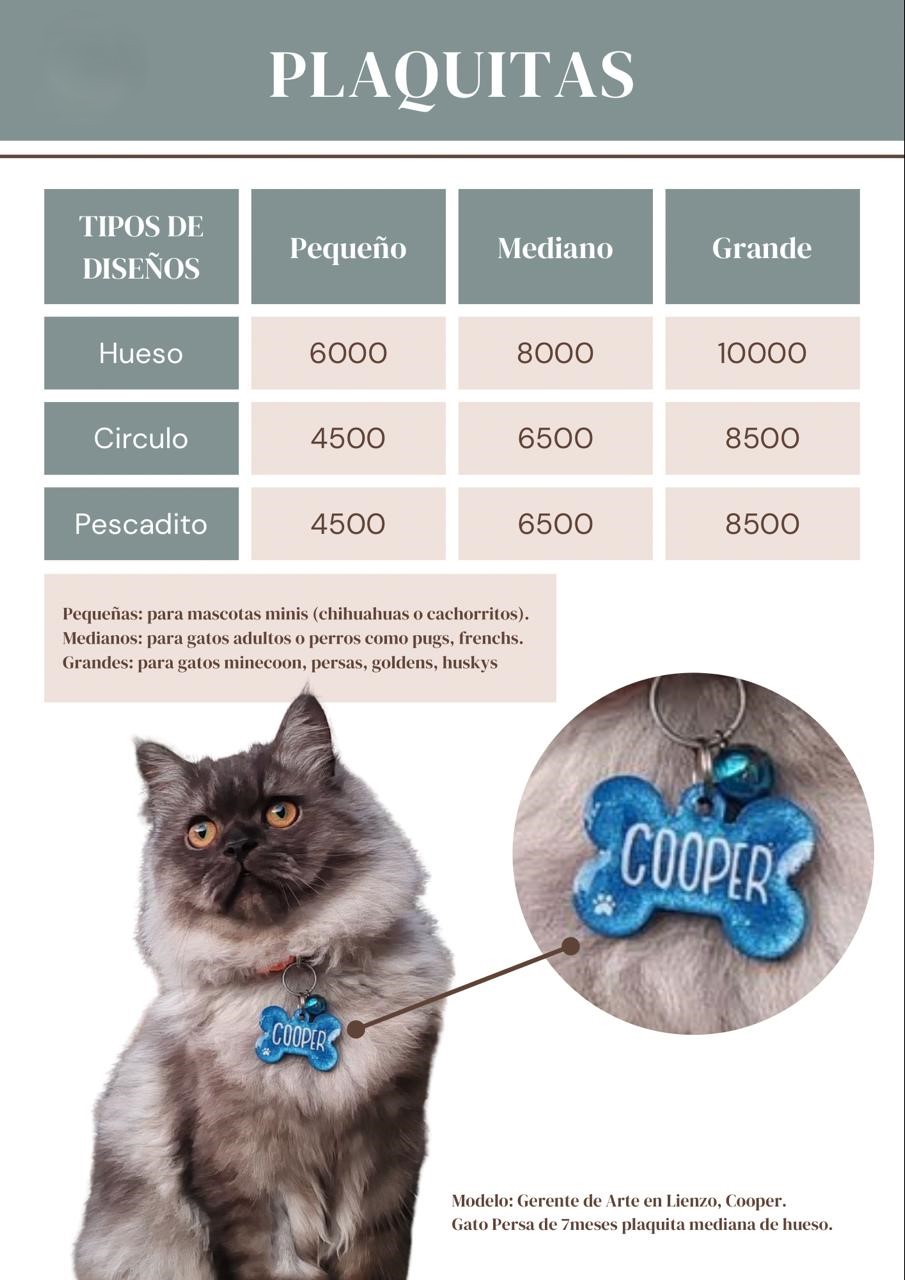 PLAQUITAS
TIPOS DE
DISEÑOS
Pequeño
Mediano
Grande
Hueso
6000
8000
10000
Circulo
4500
6500
8500
Pescadito
4500
6500
8500
Pequeñas: para mascotas minis (chihuahuas o cachorritos).
Medianos: para gatos adultos o perros como pugs, frenchs.
Grandes: para gatos minecoon, persas, goldens, huskys
COOPER
COOPER
Modelo: Gerente de Arte en Lienzo, Cooper.
Gato Persa de 7meses plaquita mediana de hueso.